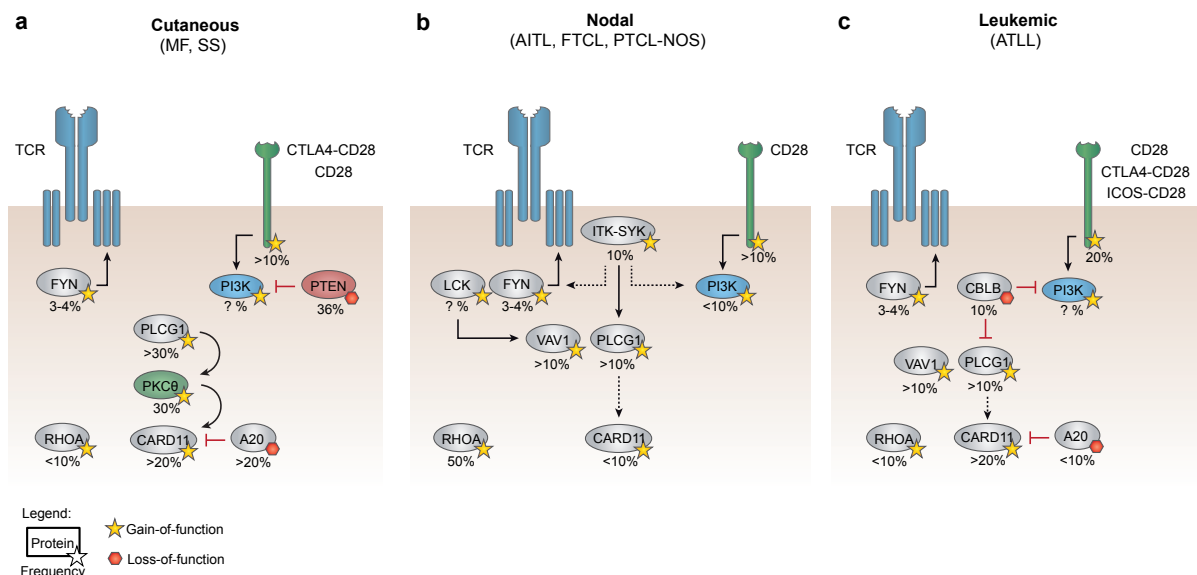 a
Cutaneous
(MF, SS)
TCR
CTLA4-CD28
CD28
>10%
FYN
3-4%
PI3K
? %
PTEN
36%
PLCG1
>30%
PKCθ
30%
RHOA
<10%
CARD11
>20%
A20
>20%
b
Nodal
(AITL, FTCL, PTCL-NOS)
TCR
CD28
ITK-SYK
10%
>10%
LCK
? %
FYN
3-4%
PI3K
<10%
VAV1
>10%
PLCG1
>10%
RHOA
50%
CARD11
<10%
c
Leukemic
(ATLL)
TCR
CD28
CTLA4-CD28
ICOS-CD28
20%
FYN
3-4%
CBLB
10%
PI3K
? %
VAV1
>10%
PLCG1
>10%
RHOA
<10%
CARD11
>20%
A20
<10%
Legend:
Protein
Frequency
Gain-of-function
Loss-of-function